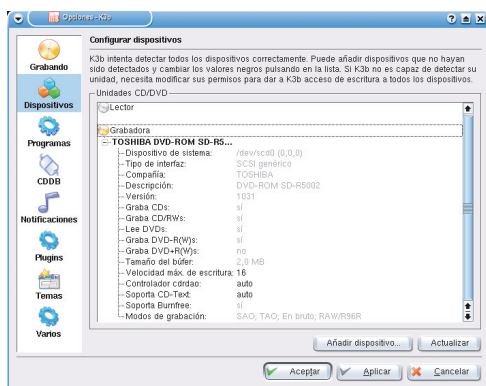 Opciones - K3b
Configurar dispositivos
K3b intenta detectar todos los dispositivos correctamente. Puede añadir dispositivos que no hayan
sido detectados y cambiar los valores negros pulsando en la lista. Si K3b no es capaz de detectar su
unidad, necesita modificar sus permisos para dar a K3b acceso de escritura a todos los dispositivos.
Grabando
Dispositivos
Programas
CDDB
Notificaciones
Plugins
Temas
Varios
Unidades CD/DVD
Lector
Grabadora
TOSHIBA DVD-ROM SD-R5...
Dispositivo de sistema: /dev/scd0 (0,0,0)
Tipo de interfaz: SCSI genérico
Compañía: TOSHIBA
Descripción: DVD-ROM SD-R5002
Versión: 1031
Graba CDs: sí
Graba CD/RWs: sí
Lee DVDs: sí
Graba DVD-R(W)s: sí
Graba DVD+R(W)s: no
Tamaño del búfer: 2,0 MB
Velocidad máx. de escritura: 16
Controlador cdrdao: auto
Soporta CD-Text: auto
Soporta Burnfree: sí
Modos de grabación: SAO; TAO; En bruto; RAW/R96R
Añadir dispositivo...
Actualizar
Aceptar
Aplicar
Cancelar